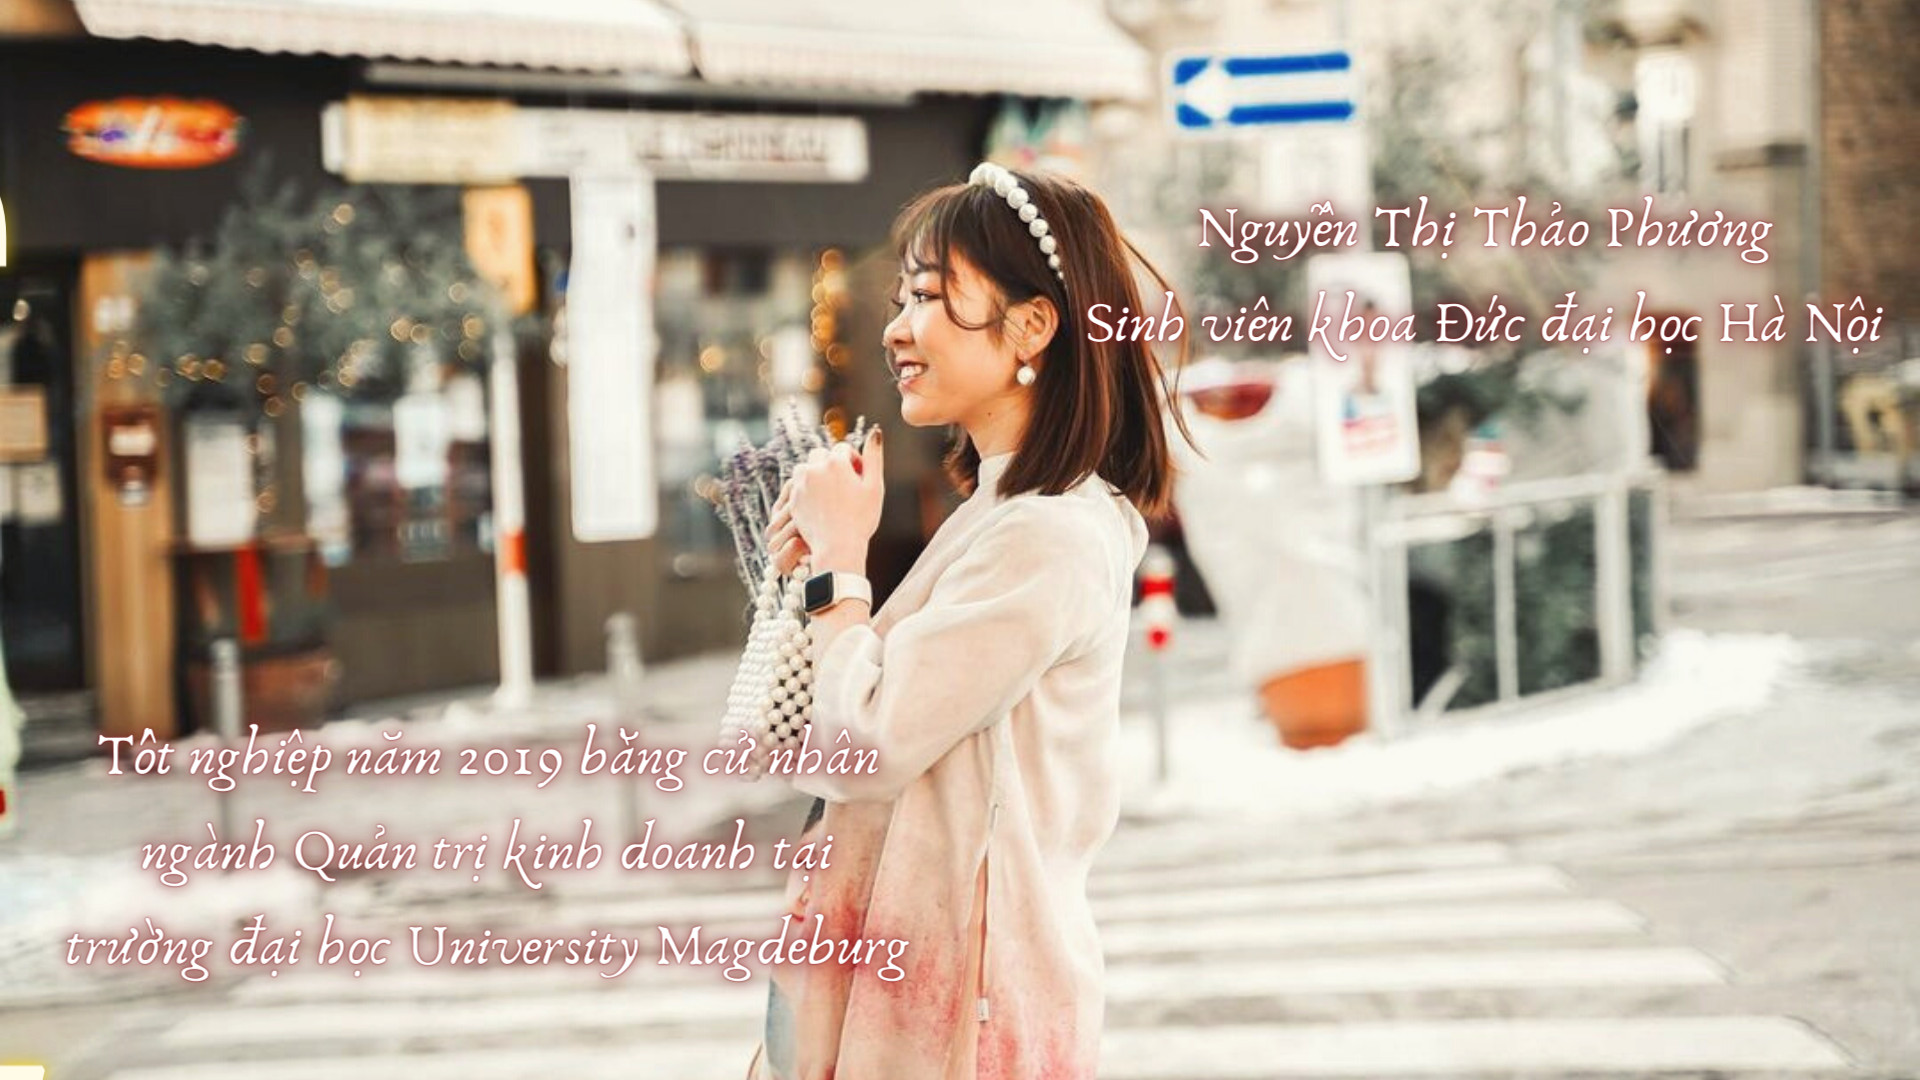 Nguyễn Thị Thảo Phương
Sinh viên khoa Đức đại học Hà Nội
Tốt nghiệp năm 2019 bằng cử nhân
ngành Quản trị kinh doanh tại
trường đại học University Magdeburg